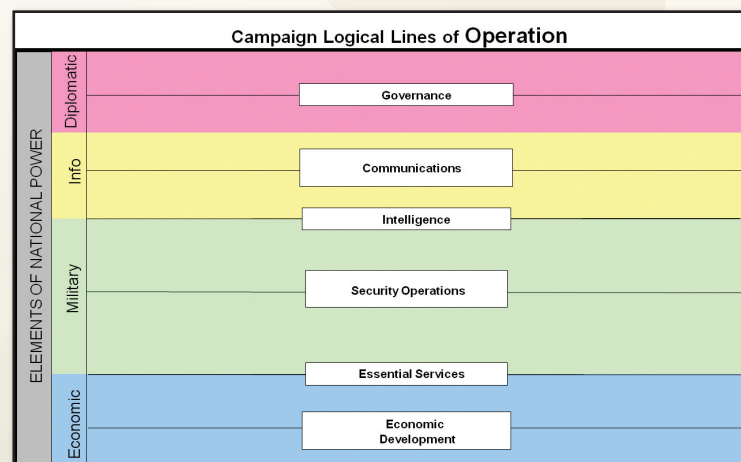 Campaign Logical Lines of Operation
ELEMENTS OF NATIONAL POWER
Diplomatic
Governance
Info
Communications
Intelligence
Military
Security Operations
Essential Services
Economic
Economic
Development